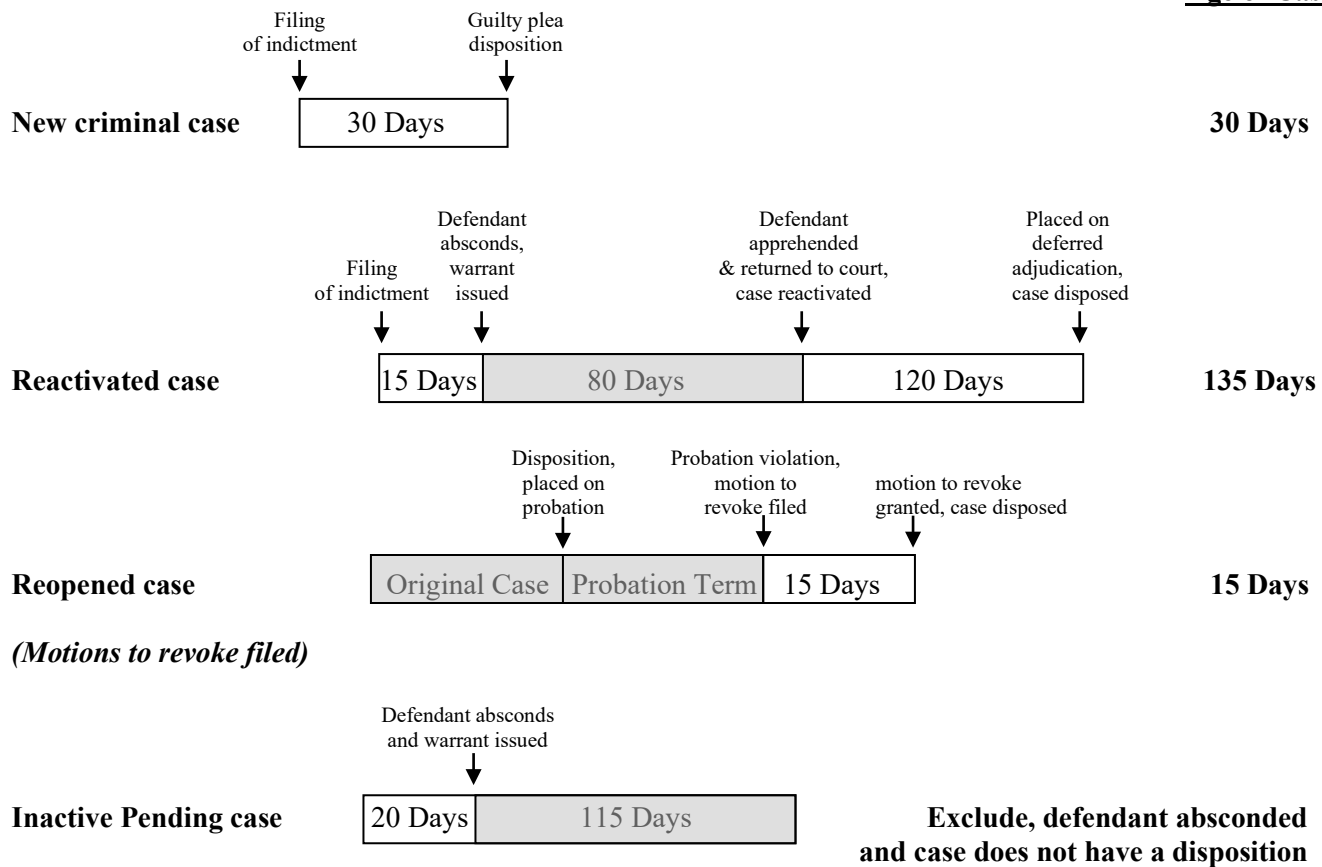 Filing
of indictment
Guilty plea
disposition
New criminal case
30 Days
30 Days
Filing
of indictment
Defendant
absconds,
warrant
issued
Defendant
apprehended
& returned to court,
case reactivated
Placed on
deferred
adjudication,
case disposed
Reactivated case
15 Days
80 Days
120 Days
135 Days
Disposition,
placed on
probation
Probation violation,
motion to
revoke filed
motion to revoke
granted, case disposed
Reopened case
Original Case
Probation Term
15 Days
15 Days
(Motions to revoke filed)
Defendant absconds
and warrant issued
Inactive Pending case
20 Days
115 Days
Exclude, defendant absconded
and case does not have a disposition